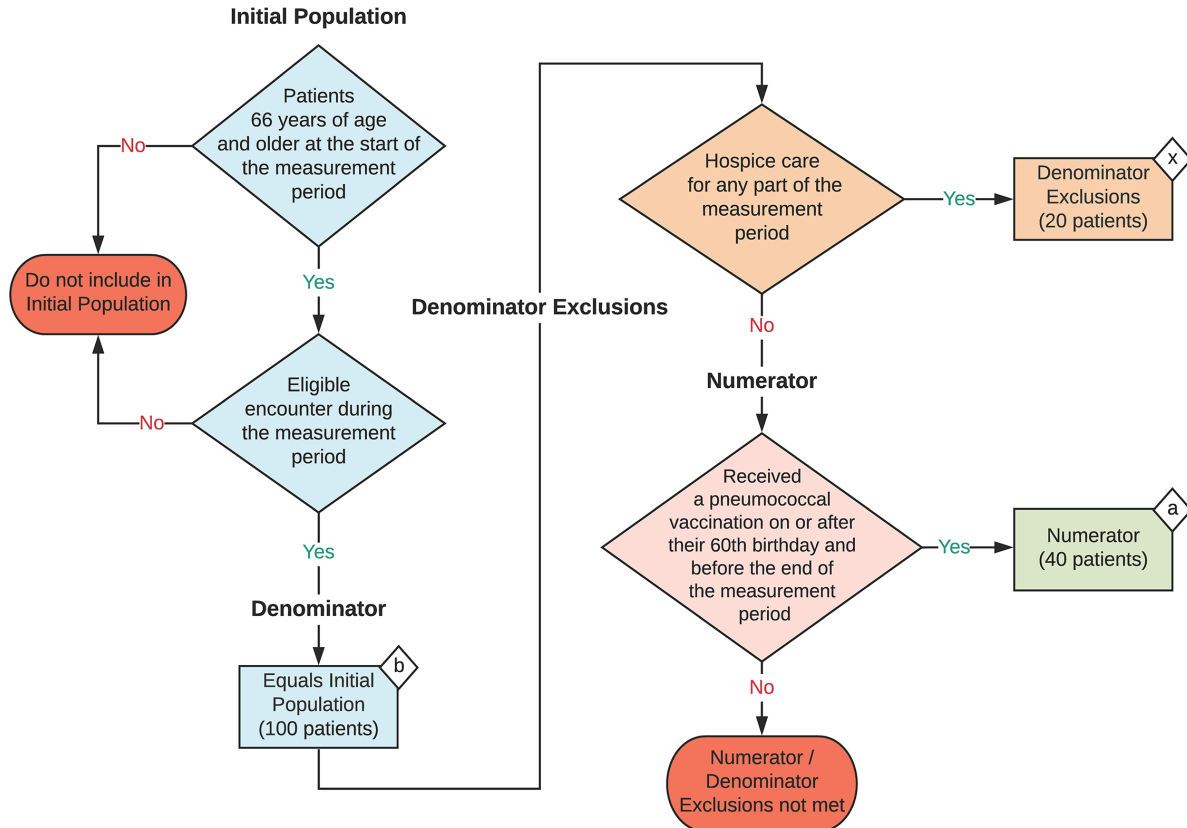 Initial Population
Patients
66 years of age
and older at the start of
the measurement
period
No
Yes
Do not include in
Initial Population
Eligible
encounter during
the measurement
period
No
Yes
Denominator
b
Equals Initial
Population
(100 patients)
Denominator Exclusions
Hospice care
for any part of the
measurement
period
Yes
x
Denominator
Exclusions
(20 patients)
No
Numerator
Received
a pneumococcal
vaccination on or after
their 60th birthday and
before the end of
the measurement
period
Yes
a
Numerator
(40 patients)
No
Numerator /
Denominator
Exclusions not met